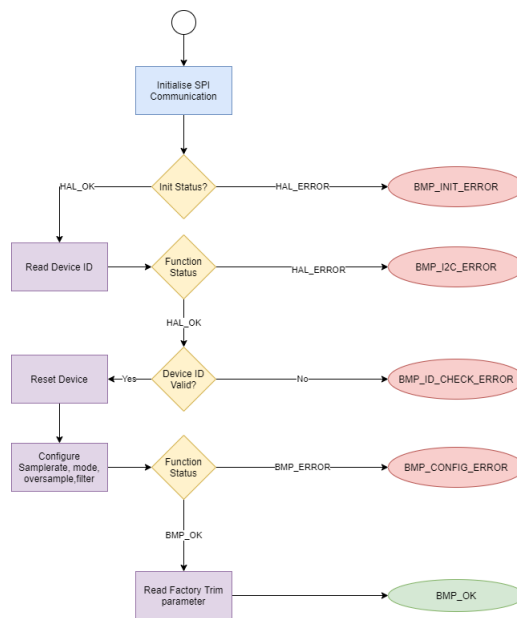 Initialise SPI
Communication
Init Status?
HAL_OK
HAL_ERROR
BMP_INIT_ERROR
Read Device ID
Function
Status
HAL_ERROR
BMP_I2C_ERROR
HAL_OK
Reset Device
Yes
Device ID
Valid?
No
BMP_ID_CHECK_ERROR
Configure
Samplerate, mode,
oversample,filter
Function
Status
BMP_ERROR
BMP_CONFIG_ERROR
BMP_OK
Read Factory Trim
parameter
BMP_OK